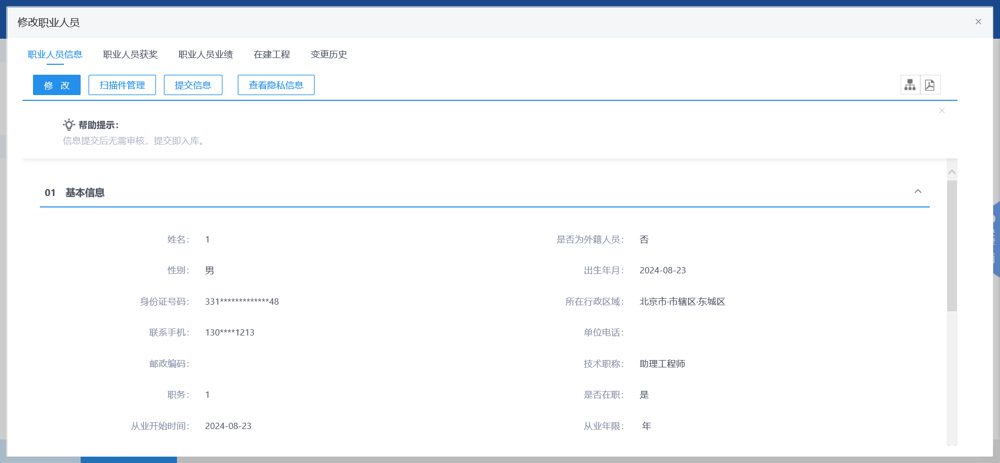 修改职业人员
职业人员信息 职业人员获奖 职业人员业绩 在建工程 变更历史
修 改 扫描件管理 提交信息 查看隐私信息
帮助提示：
信息提交后无需审核，提交即入库。
01 基本信息
姓名： 1 是否为外籍人员： 否
性别： 男 出生年月： 2024-08-23
身份证号码： 331*************48 所在行政区域： 北京市·市辖区·东城区
联系手机： 130****1213 单位电话：
邮政编码： 技术职称： 助理工程师
职务： 1 是否在职： 是
从业开始时间： 2024-08-23 从业年限： 年